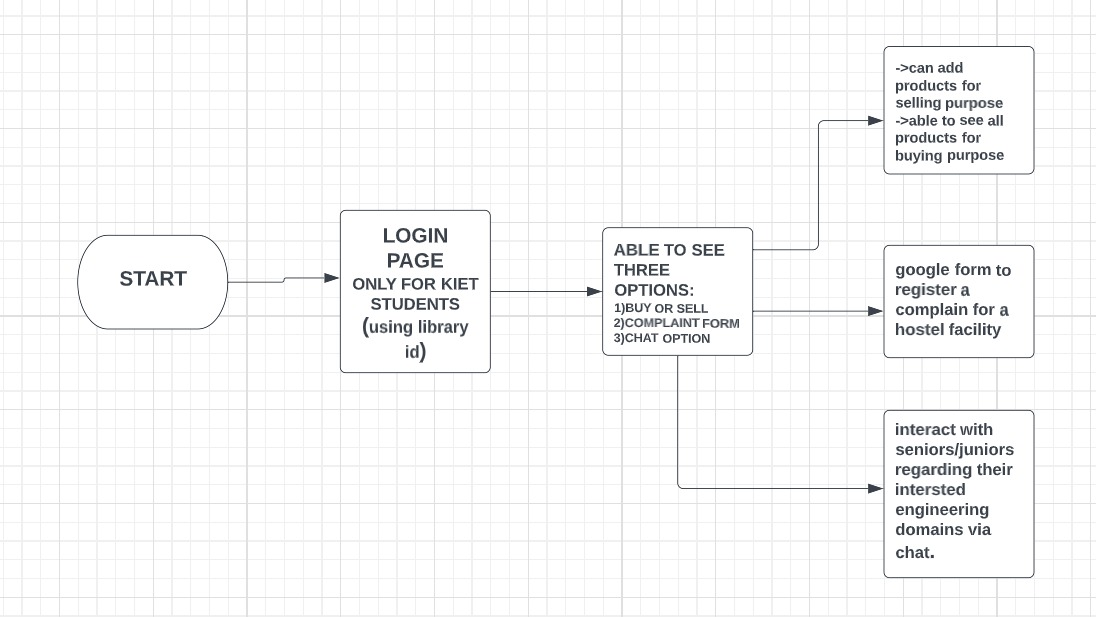 START
LOGIN
PAGE
ONLY FOR KIET
STUDENTS
(using library
id)
ABLE TO SEE
THREE
OPTIONS:
1)BUY OR SELL
2)COMPLAINT FORM
3)CHAT OPTION
->can add
products for
selling purpose
->able to see all
products for
buying purpose
google form to
register a
complain for a
hostel facility
interact with
seniors/juniors
regarding their
intersted
engineering
domains via
chat.